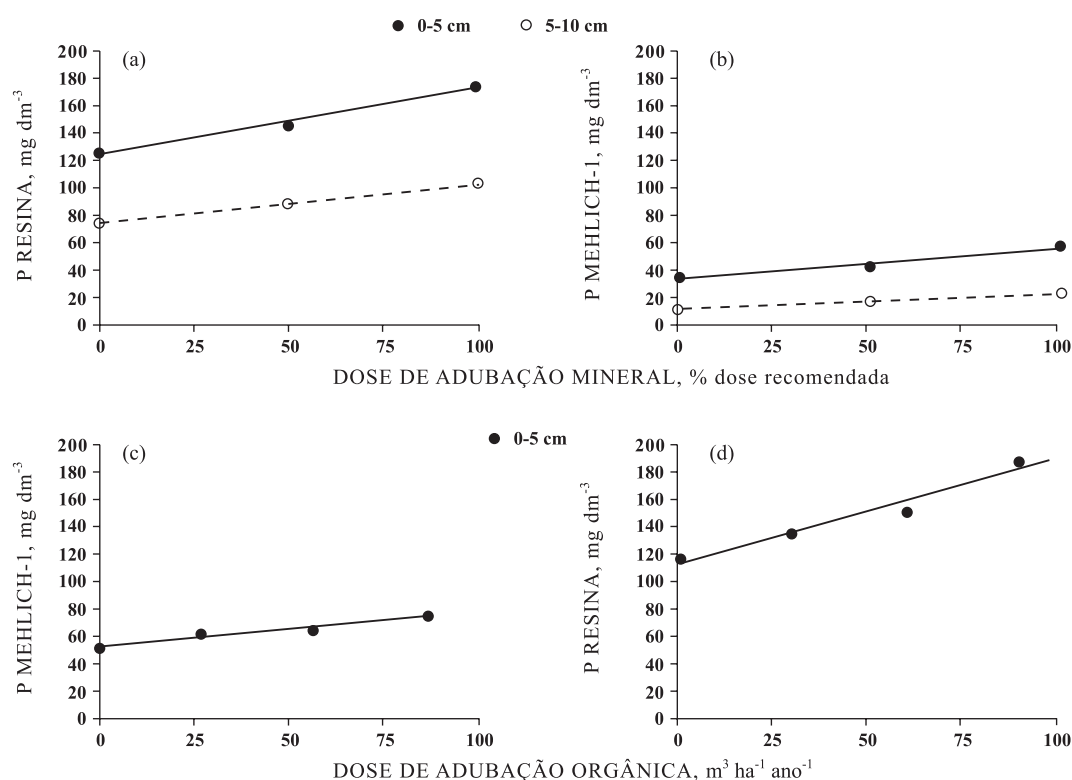 0-5 cm 5-10 cm
(a)
P RESINA, mg dm-3
200
180
160
140
120
100
80
60
40
20
0
0 25 50 75 100
(b)
P MEHLICH-1, mg dm-3
200
180
160
140
120
100
80
60
40
20
0
0 25 50 75 100
DOSE DE ADUBAÇÃO MINERAL, % dose recomendada
0-5 cm
(c)
P MEHLICH-1, mg dm-3
200
180
160
140
120
100
80
60
40
20
0
0 25 50 75 100
(d)
P RESINA, mg dm-3
200
180
160
140
120
100
80
60
40
20
0
0 25 50 75 100
DOSE DE ADUBAÇÃO ORGÂNICA, m3 ha-1 ano-1